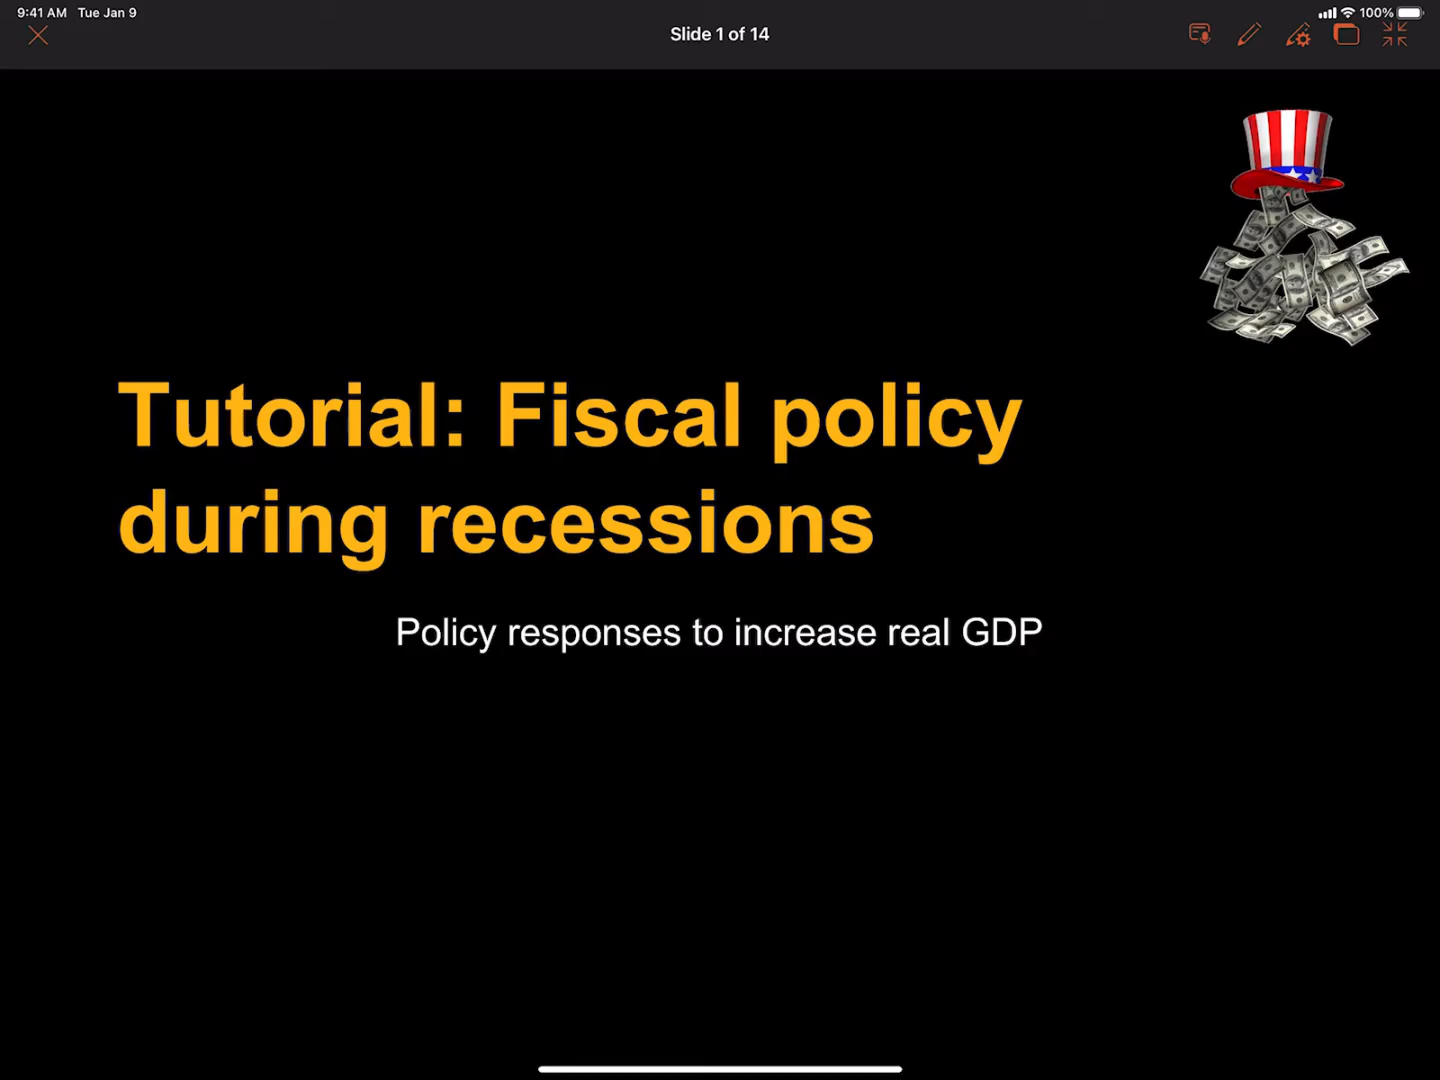 9:41 AM Tue Jan 9
100%
Slide 1 of 14
Tutorial: Fiscal policy
during recessions
Policy responses to increase real GDP